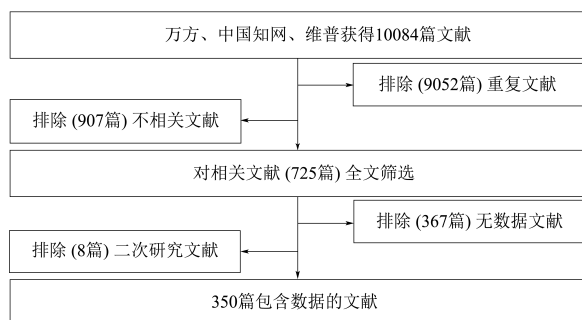 万方、中国知网、维普获得10084篇文献
排除 (9052篇) 重复文献
排除 (907篇) 不相关文献
对相关文献 (725篇) 全文筛选
排除 (367篇) 无数据文献
排除 (8篇) 二次研究文献
350篇包含数据的文献